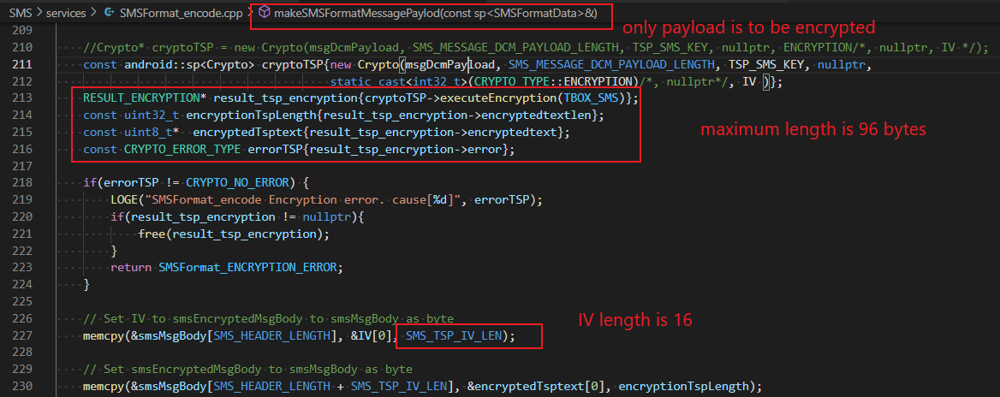 SMS > services > SMSFormat_encode.cpp > makeSMSFormatMessagePaylod(const sp<SMSFormatData>&)
209
only payload is to be encrypted
210 //Crypto* cryptoTSP = new Crypto(msgDcmPayload, SMS_MESSAGE_DCM_PAYLOAD_LENGTH, TSP_SMS_KEY, nullptr, ENCRYPTION/*, nullptr, IV */);
211 const android::sp<Crypto> cryptoTSP{new Crypto(msgDcmPayload, SMS_MESSAGE_DCM_PAYLOAD_LENGTH, TSP_SMS_KEY, nullptr,
212 static_cast<int32_t>(CRYPTO_TYPE::ENCRYPTION)/*, nullptr*/, IV )};
213 RESULT_ENCRYPTION* result_tsp_encryption{cryptoTSP->executeEncryption(TBOX_SMS)};
214 const uint32_t encryptionTspLength{result_tsp_encryption->encryptedtextlen};
215 const uint8_t* encryptedTsptext{result_tsp_encryption->encryptedtext};
maximum length is 96 bytes
216 const CRYPTO_ERROR_TYPE errorTSP{result_tsp_encryption->error};
217
218 if(errorTSP != CRYPTO_NO_ERROR) {
219 LOGE("SMSFormat_encode Encryption error. cause[%d]", errorTSP);
220 if(result_tsp_encryption != nullptr){
221 free(result_tsp_encryption);
222 }
223 return SMSFormat_ENCRYPTION_ERROR;
224 }
225
226 // Set IV to smsEncryptedMsgBody to smsMsgBody as byte
IV length is 16
227 memcpy(&smsMsgBody[SMS_HEADER_LENGTH], &IV[0], SMS_TSP_IV_LEN);
228
229 // Set smsEncryptedMsgBody to smsMsgBody as byte
230 memcpy(&smsMsgBody[SMS_HEADER_LENGTH + SMS_TSP_IV_LEN], &encryptedTsptext[0], encryptionTspLength);